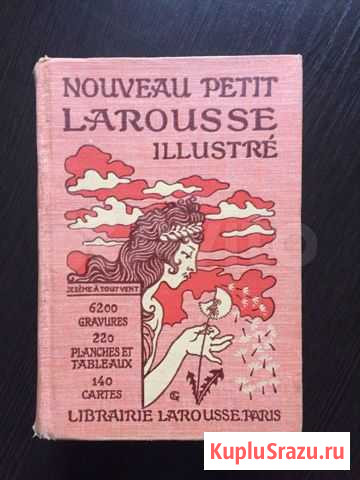 NOUVEAU PETIT
LAROUSSE
ILLUSTRÉ
JE SÈME À TOUT VENT
6200
GRAVURES
220
PLANCHES ET
TABLEAUX
140
CARTES
LIBRAIRIE LAROUSSE.PARIS
KupluSrazu.ru